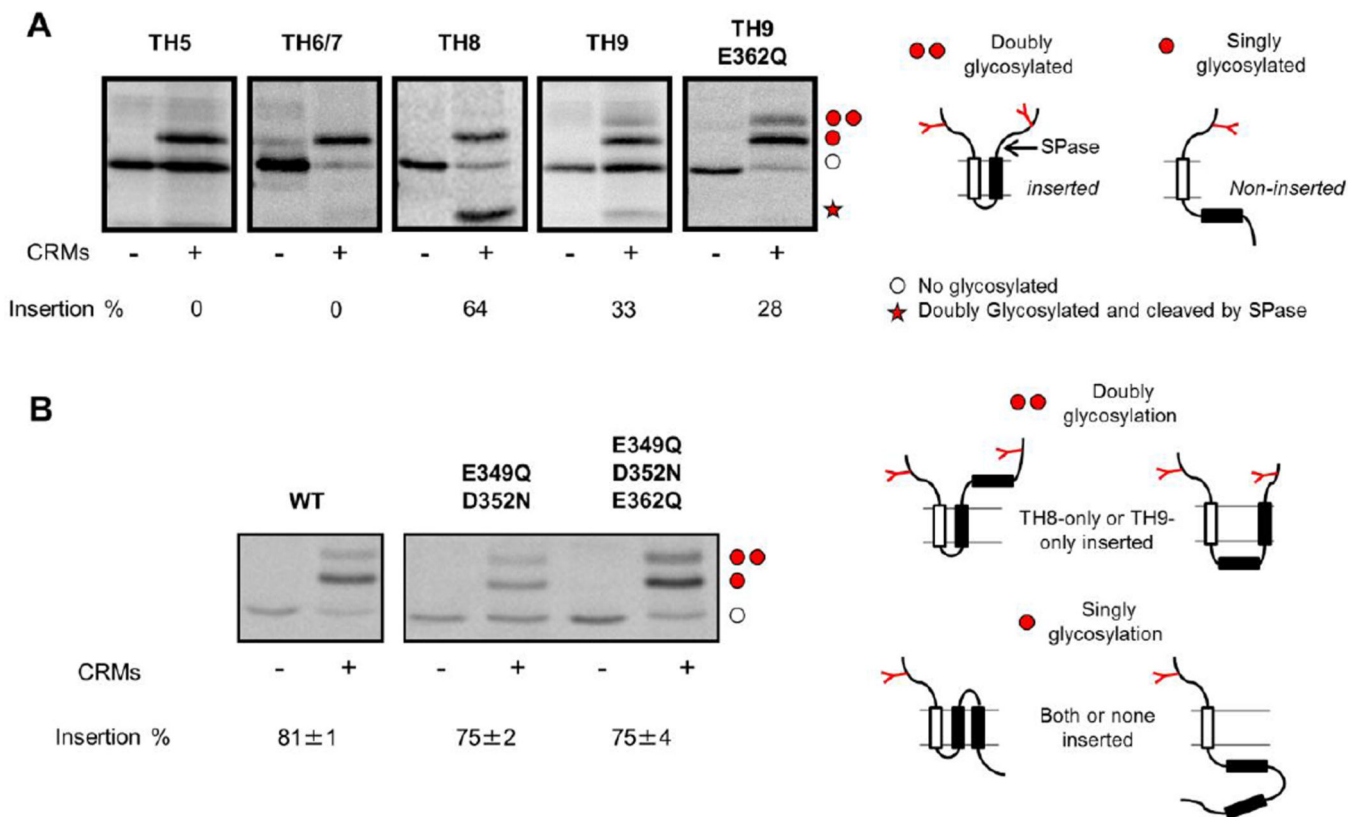 A
TH5
TH6/7
TH8
TH9
TH9
E362Q
CRMs - + - + - + - + - +
Insertion % 0 0 64 33 28
Doubly
glycosylated
Singly
glycosylated
SPase
inserted
Non-inserted
No glycosylated
Doubly Glycosylated and cleaved by SPase
B
WT
E349Q
D352N
E349Q
D352N
E362Q
CRMs - + - + - +
Insertion % 81±1 75±2 75±4
Doubly
glycosylation
TH8-only or TH9-
only inserted
Singly
glycosylation
Both or none
inserted